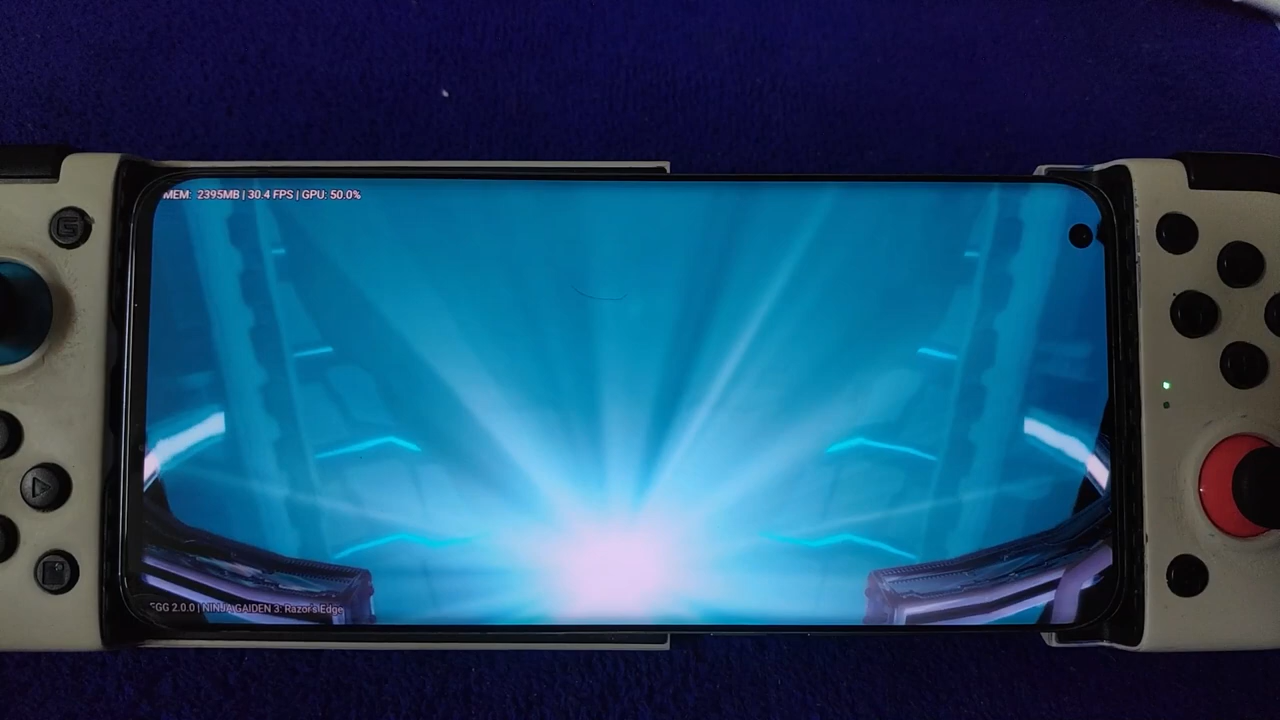 MEM: 2395MB | 30.4 FPS | GPU: 50.0%
EGG 2.0.0 | NINJA GAIDEN 3: Razor's Edge
G